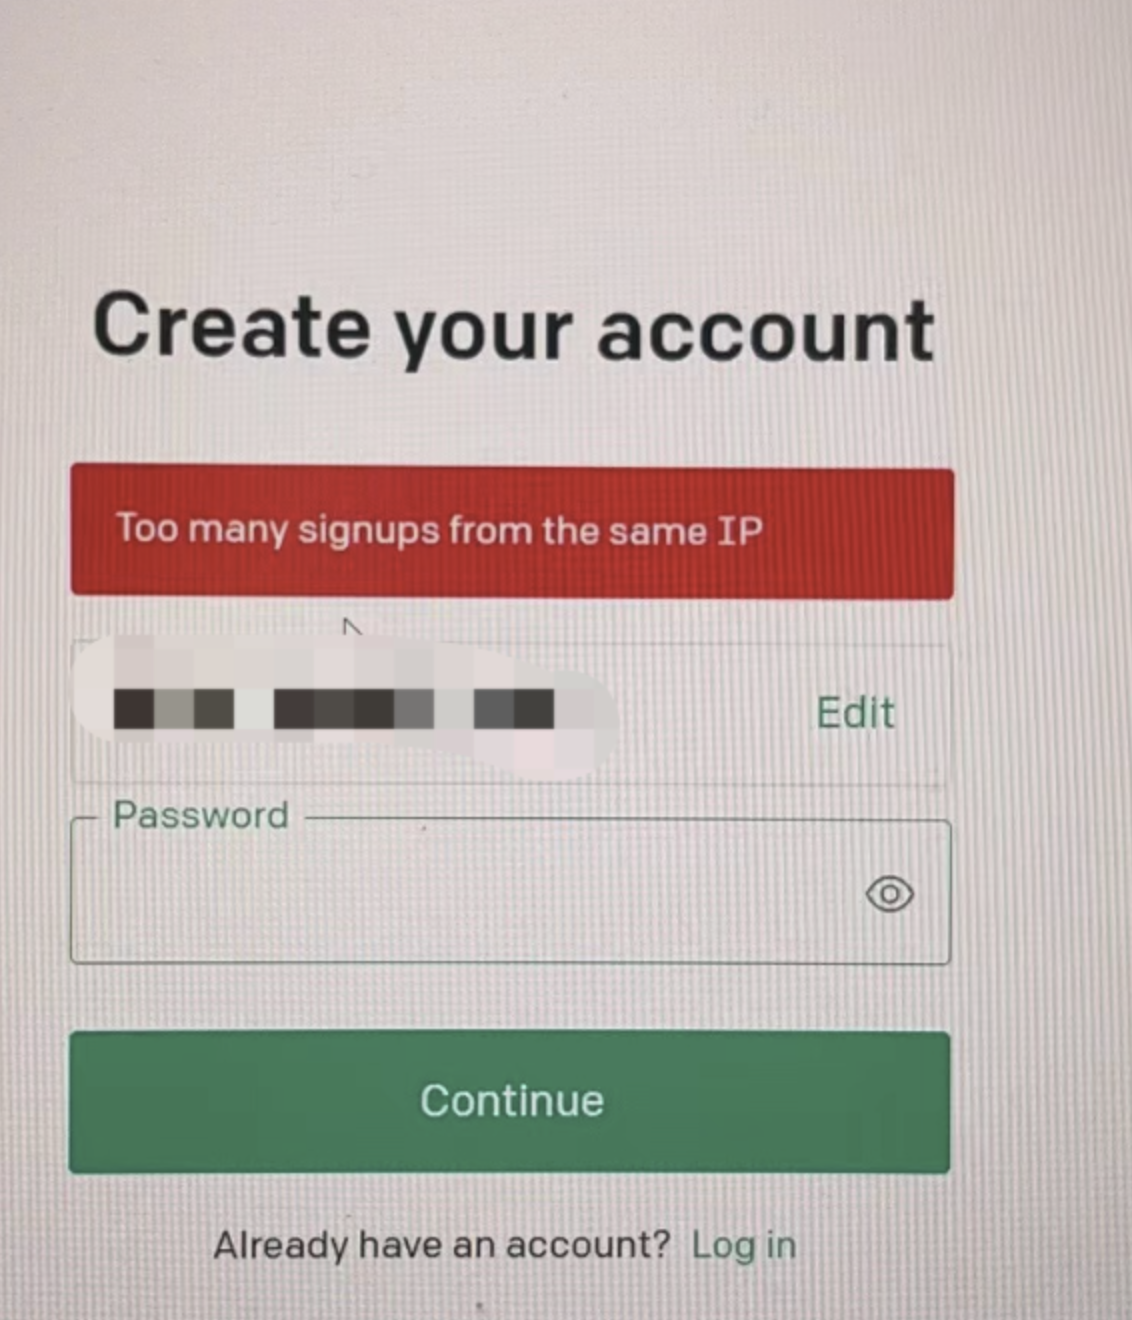 Create your account
Too many signups from the same IP
Edit
Password
Continue
Already have an account? Log in